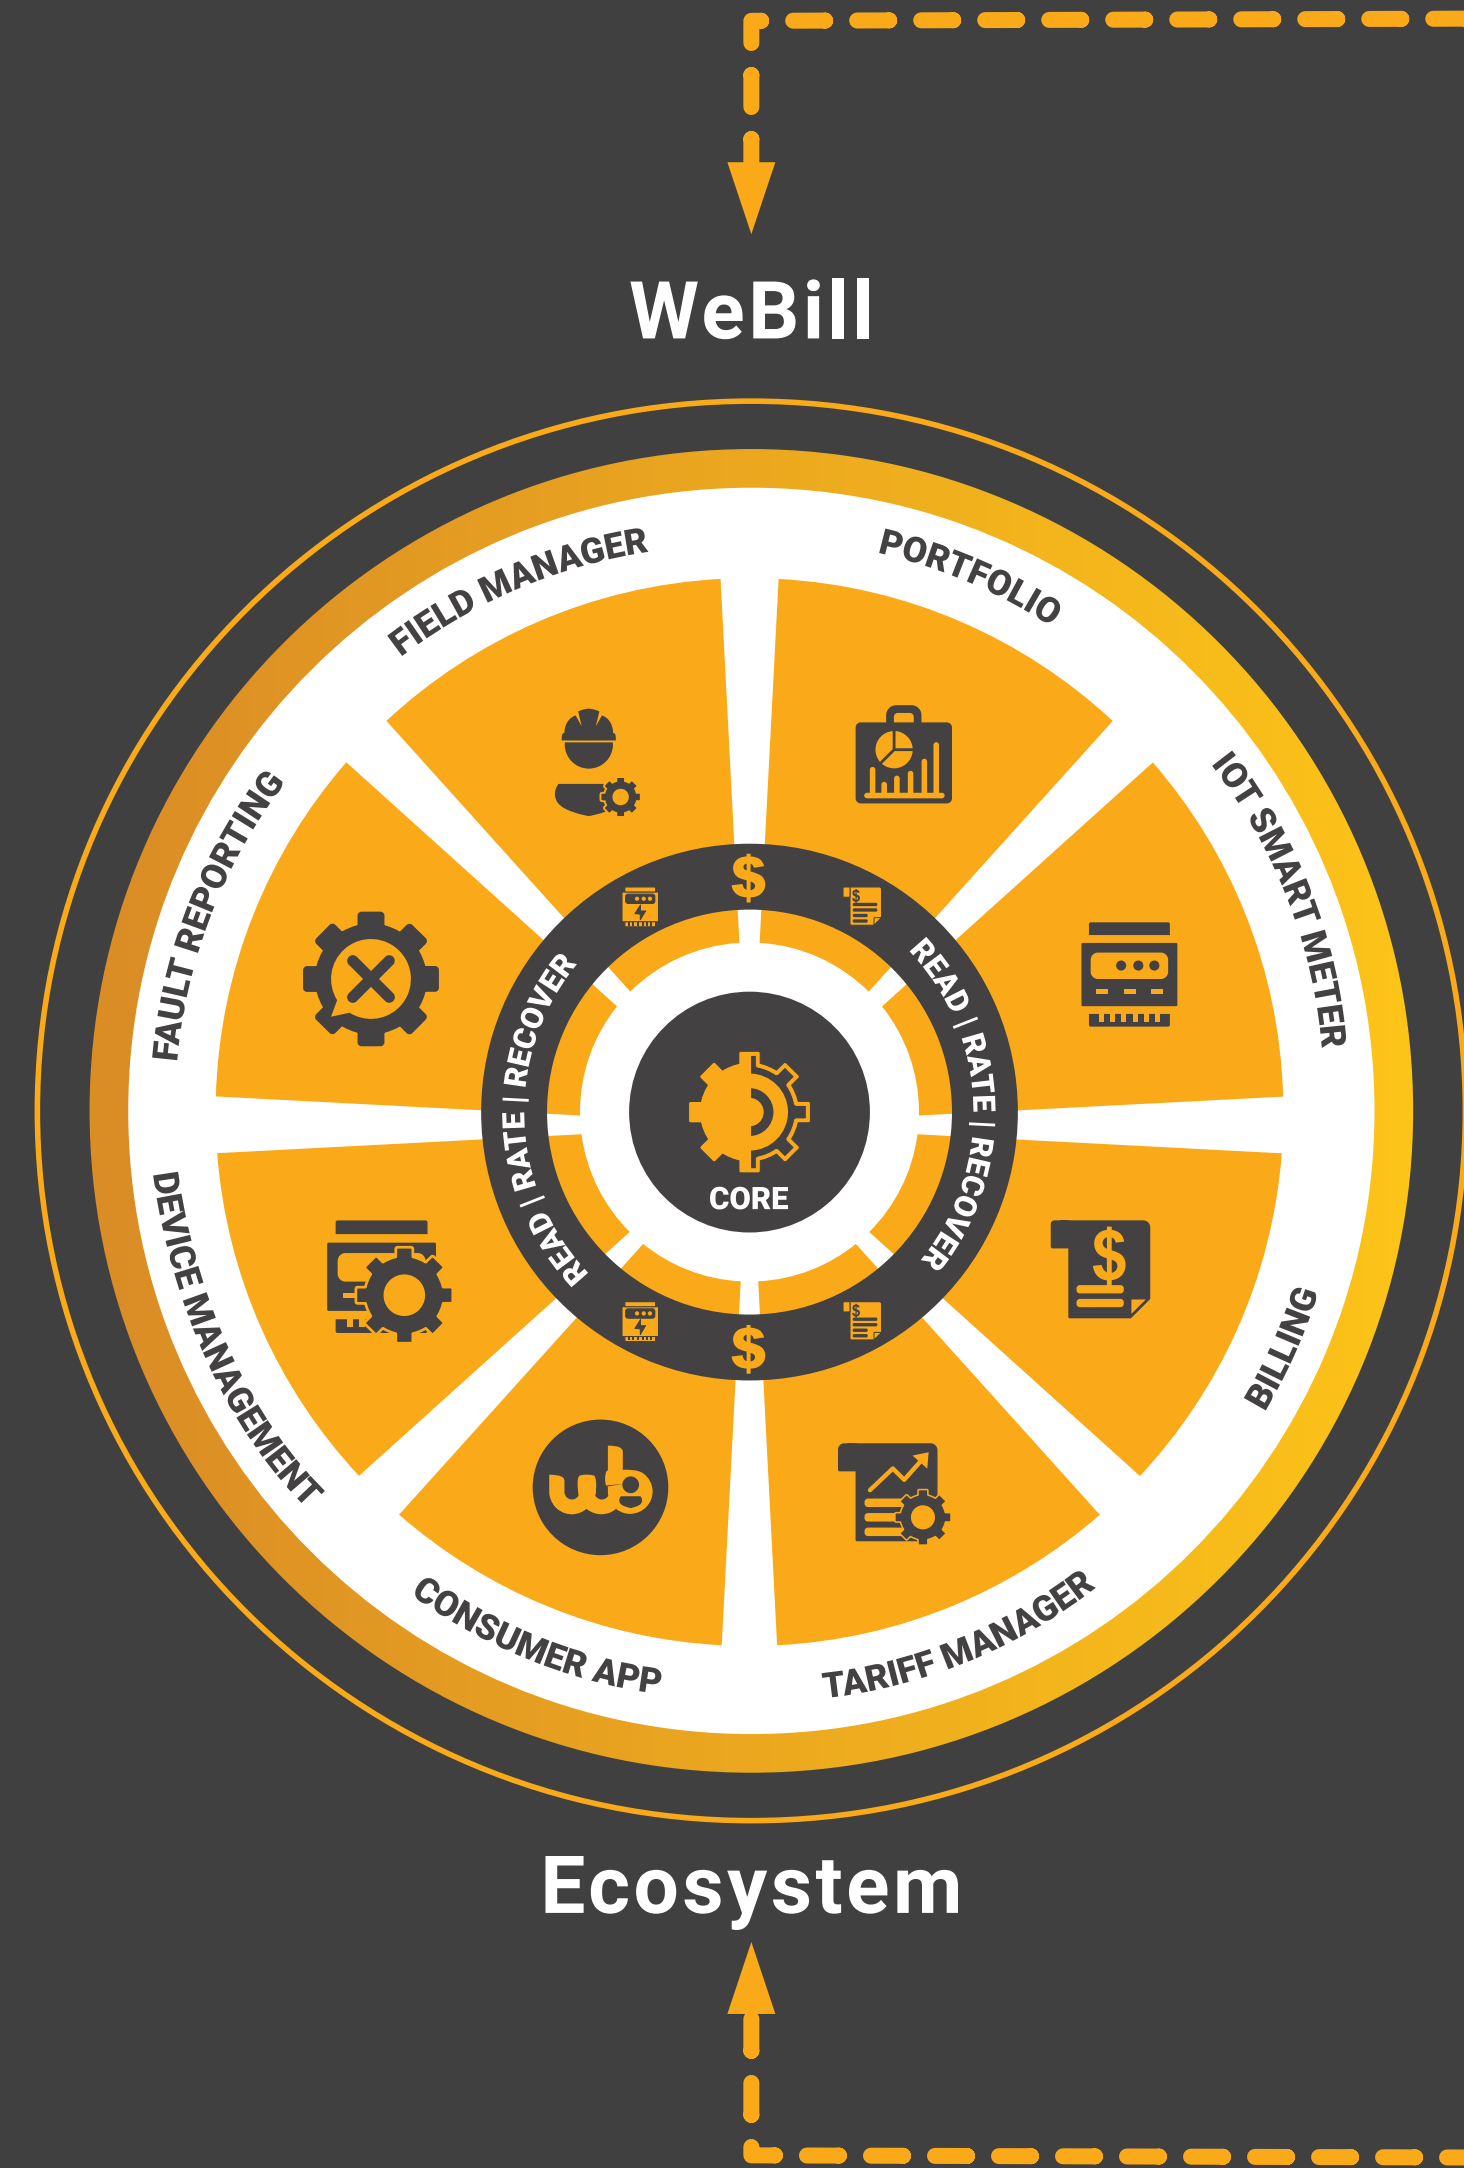 WeBill
FIELD MANAGER
PORTFOLIO
IOT SMART METER
BILLING
TARIFF MANAGER
CONSUMER APP
DEVICE MANAGEMENT
FAULT REPORTING
$
$
READ | RATE | RECOVER
READ | RATE | RECOVER
CORE
$
$
$
$
wb
Ecosystem